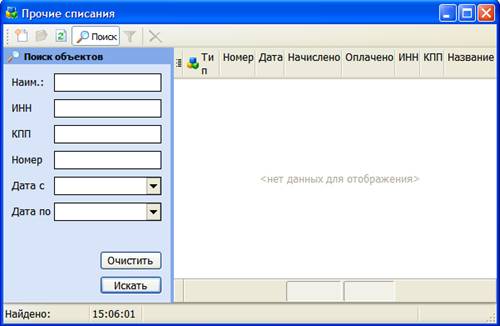 Прочие списания
Поиск
Поиск объектов
Тип Номер Дата Начислено Оплачено ИНН КПП Название
Наим.:
ИНН
КПП
Номер
Дата с
Дата по
<нет данных для отображения>
Очистить
Искать
Найдено: 15:06:01